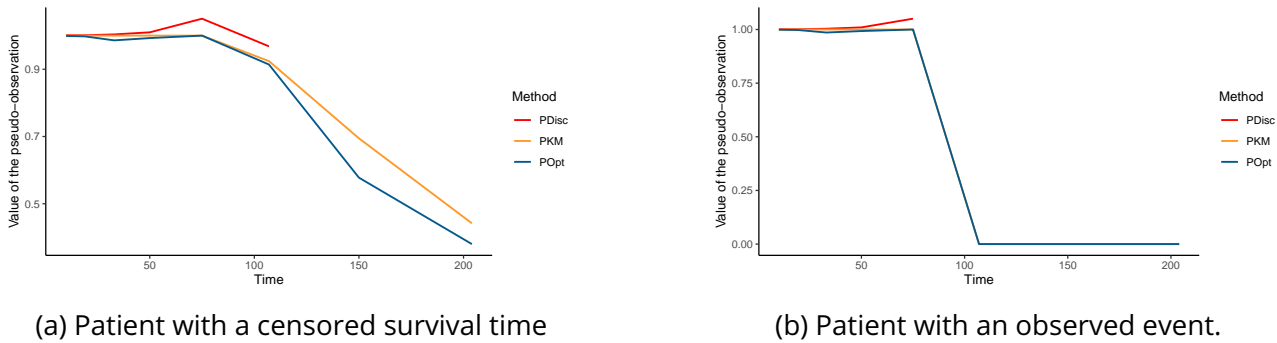 Value of the pseudo−observation
0.9
0.7
0.5
50
100
150
200
Time
Method
PDisc
PKM
POpt
(a) Patient with a censored survival time
Value of the pseudo−observation
1.00
0.75
0.50
0.25
0.00
50
100
150
200
Time
Method
PDisc
PKM
POpt
(b) Patient with an observed event.